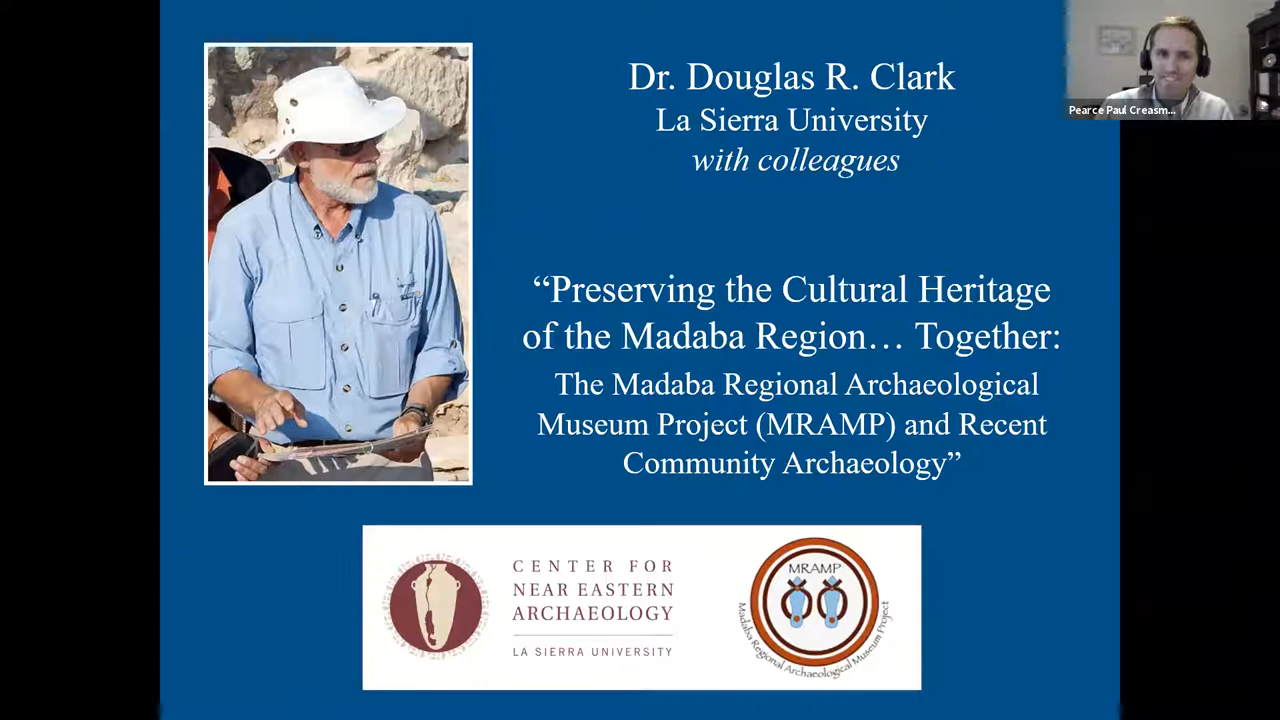 Dr. Douglas R. Clark
La Sierra University
with colleagues
Pearce Paul Creasm...
“Preserving the Cultural Heritage
of the Madaba Region… Together:
The Madaba Regional Archaeological
Museum Project (MRAMP) and Recent
Community Archaeology”
CENTER FOR
NEAR EASTERN
ARCHAEOLOGY
LA SIERRA UNIVERSITY
MRAMP
Madaba Regional Archaeological Museum Project